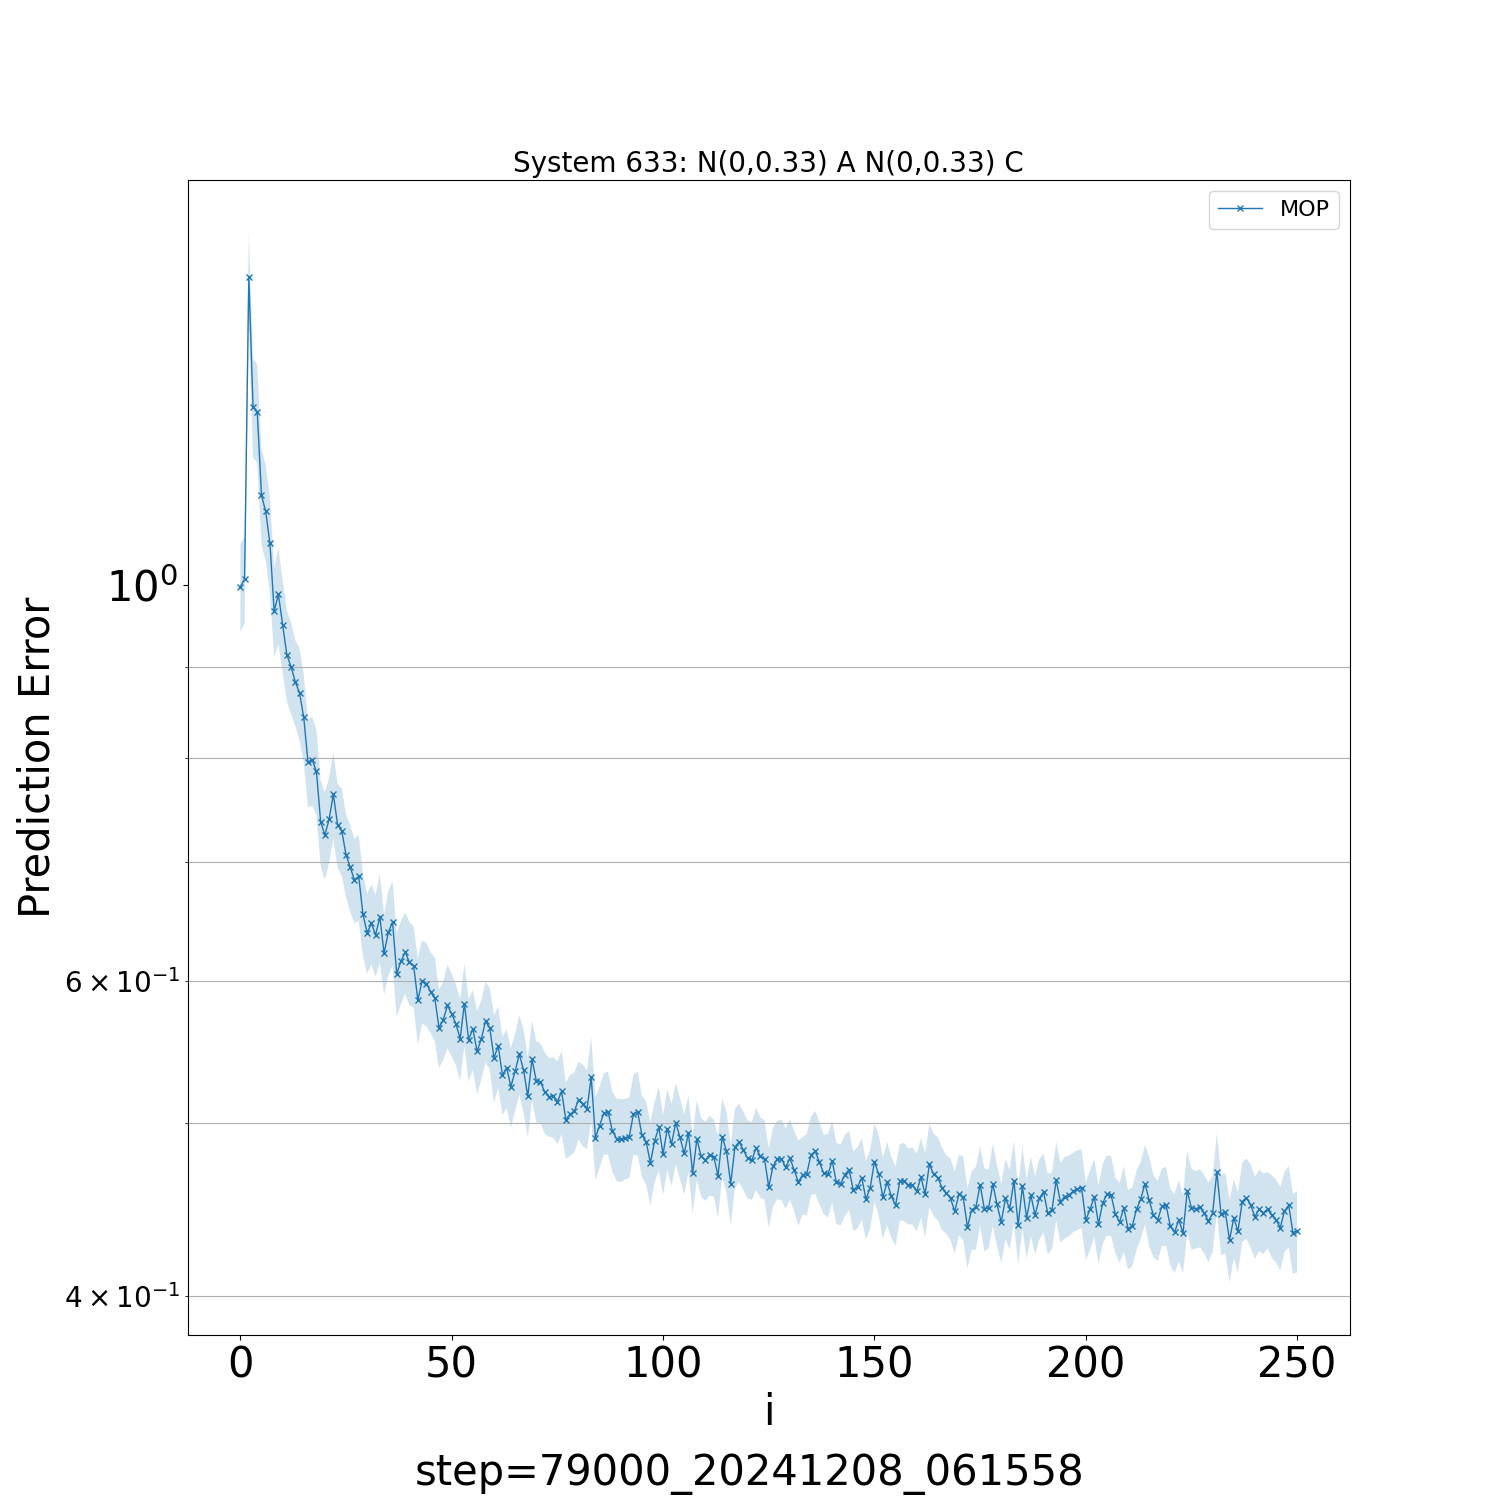 System 633: N(0,0.33) A N(0,0.33) C
MOP
Prediction Error
10⁰
6 × 10⁻¹
4 × 10⁻¹
0 50 100 150 200 250
i
step=79000_20241208_061558